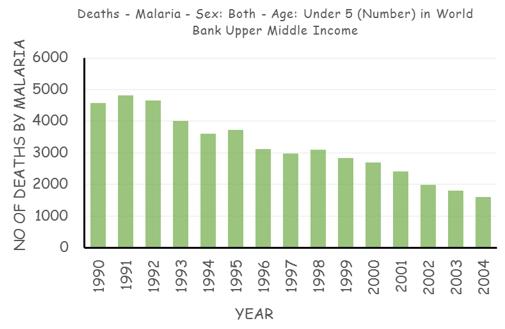 Deaths - Malaria - Sex: Both - Age: Under 5 (Number) in World
Bank Upper Middle Income
NO OF DEATHS BY MALARIA
6000
5000
4000
3000
2000
1000
0
1990 1991 1992 1993 1994 1995 1996 1997 1998 1999 2000 2001 2002 2003 2004
YEAR